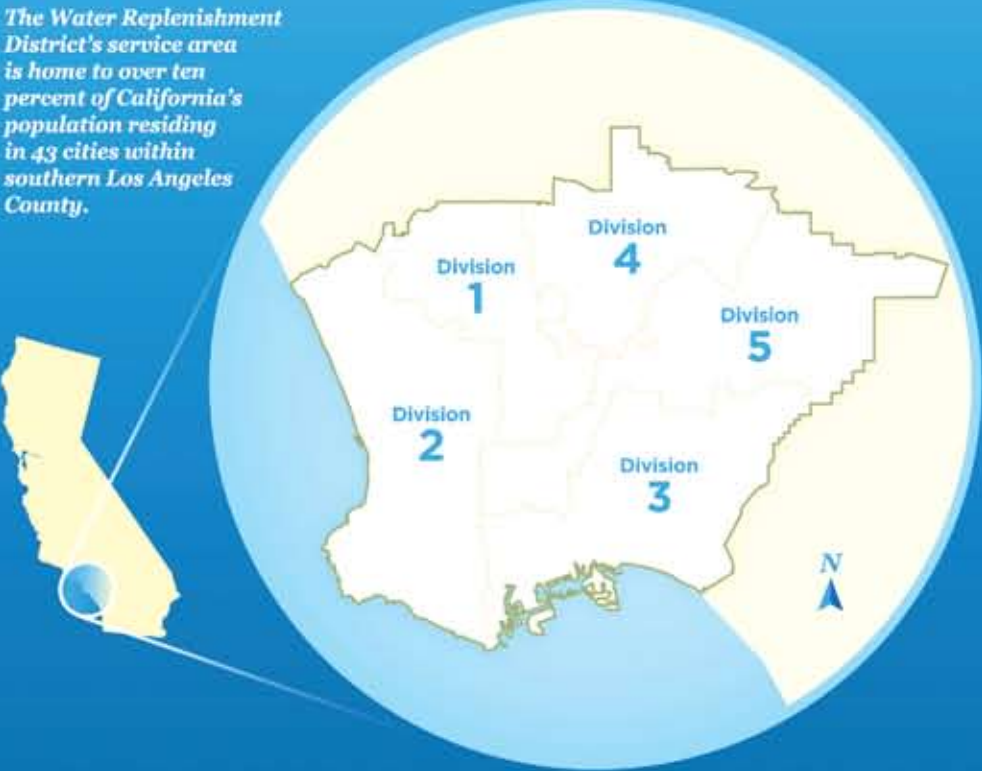 The Water Replenishment
District's service area
is home to over ten
percent of California's
population residing
in 43 cities within
southern Los Angeles
County.
Division
4
Division
1
Division
5
Division
2
Division
3
N